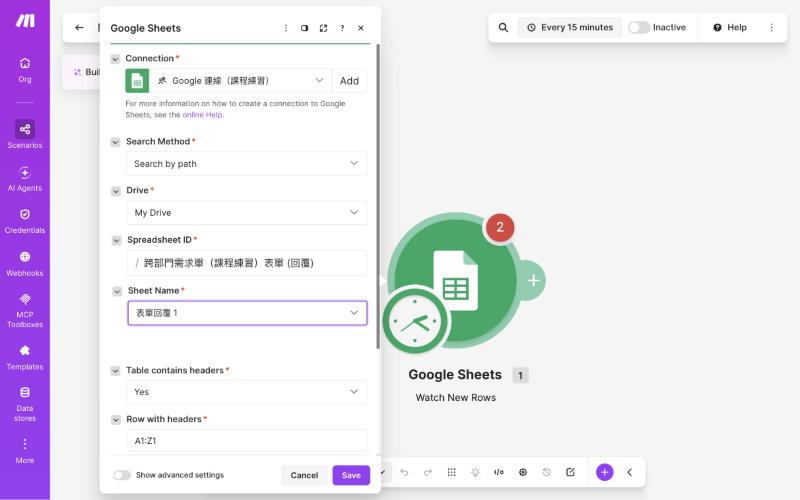 Google Sheets
?
Every 15 minutes
Inactive
Help
Org
Scenarios
AI Agents
Credentials
Webhooks
MCP
Toolboxes
Templates
Data
stores
More
Buil
Connection*
Google 連線（課程練習）
Add
For more information on how to create a connection to Google
Sheets, see the online Help.
Search Method*
Search by path
Drive*
My Drive
Spreadsheet ID*
/ 跨部門需求單（課程練習）表單 (回覆)
Sheet Name*
表單回覆 1
Table contains headers*
Yes
Row with headers*
A1:Z1
Show advanced settings
Cancel
Save
2
Google Sheets 1
Watch New Rows
I/O